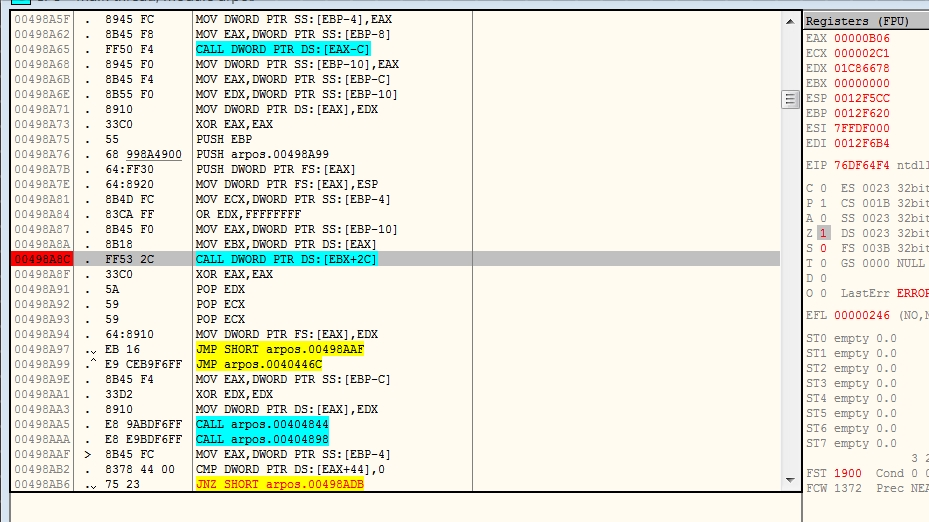 00498A5F . 8945 FC MOV DWORD PTR SS:[EBP-4],EAX
00498A62 . 8B45 F8 MOV EAX,DWORD PTR SS:[EBP-8]
00498A65 . FF50 F4 CALL DWORD PTR DS:[EAX-C]
00498A68 . 8945 F0 MOV DWORD PTR SS:[EBP-10],EAX
00498A6B . 8B45 F4 MOV EAX,DWORD PTR SS:[EBP-C]
00498A6E . 8B55 F0 MOV EDX,DWORD PTR SS:[EBP-10]
00498A71 . 8910 MOV DWORD PTR DS:[EAX],EDX
00498A73 . 33C0 XOR EAX,EAX
00498A75 . 55 PUSH EBP
00498A76 . 68 998A4900 PUSH arpos.00498A99
00498A7B . 64:FF30 PUSH DWORD PTR FS:[EAX]
00498A7E . 64:8920 MOV DWORD PTR FS:[EAX],ESP
00498A81 . 8B4D FC MOV ECX,DWORD PTR SS:[EBP-4]
00498A84 . 83CA FF OR EDX,FFFFFFFF
00498A87 . 8B45 F0 MOV EAX,DWORD PTR SS:[EBP-10]
00498A8A . 8B18 MOV EBX,DWORD PTR DS:[EAX]
00498A8C . FF53 2C CALL DWORD PTR DS:[EBX+2C]
00498A8F . 33C0 XOR EAX,EAX
00498A91 . 5A POP EDX
00498A92 . 59 POP ECX
00498A93 . 59 POP ECX
00498A94 . 64:8910 MOV DWORD PTR FS:[EAX],EDX
00498A97 .v EB 16 JMP SHORT arpos.00498AAF
00498A99 .^ E9 CEB9F6FF JMP arpos.0040446C
00498A9E . 8B45 F4 MOV EAX,DWORD PTR SS:[EBP-C]
00498AA1 . 33D2 XOR EDX,EDX
00498AA3 . 8910 MOV DWORD PTR DS:[EAX],EDX
00498AA5 . E8 9ABDF6FF CALL arpos.00404844
00498AAA . E8 E9BDF6FF CALL arpos.00404898
00498AAF > 8B45 FC MOV EAX,DWORD PTR SS:[EBP-4]
00498AB2 . 8378 44 00 CMP DWORD PTR DS:[EAX+44],0
00498AB6 .v 75 23 JNZ SHORT arpos.00498ADB
Registers (FPU)
EAX 00000B06
ECX 000002C1
EDX 01C86678
EBX 00000000
ESP 0012F5CC
EBP 0012F620
ESI 7FFDF000
EDI 0012F6B4
EIP 76DF64F4 ntdll
C 0 ES 0023 32bit
P 1 CS 001B 32bit
A 0 SS 0023 32bit
Z 1 DS 0023 32bit
S 0 FS 003B 32bit
T 0 GS 0000 NULL
D 0
O 0 LastErr ERROR
EFL 00000246 (NO,N
ST0 empty 0.0
ST1 empty 0.0
ST2 empty 0.0
ST3 empty 0.0
ST4 empty 0.0
ST5 empty 0.0
ST6 empty 0.0
ST7 empty 0.0
3 2
FST 1900 Cond 0 0
FCW 1372 Prec NEA